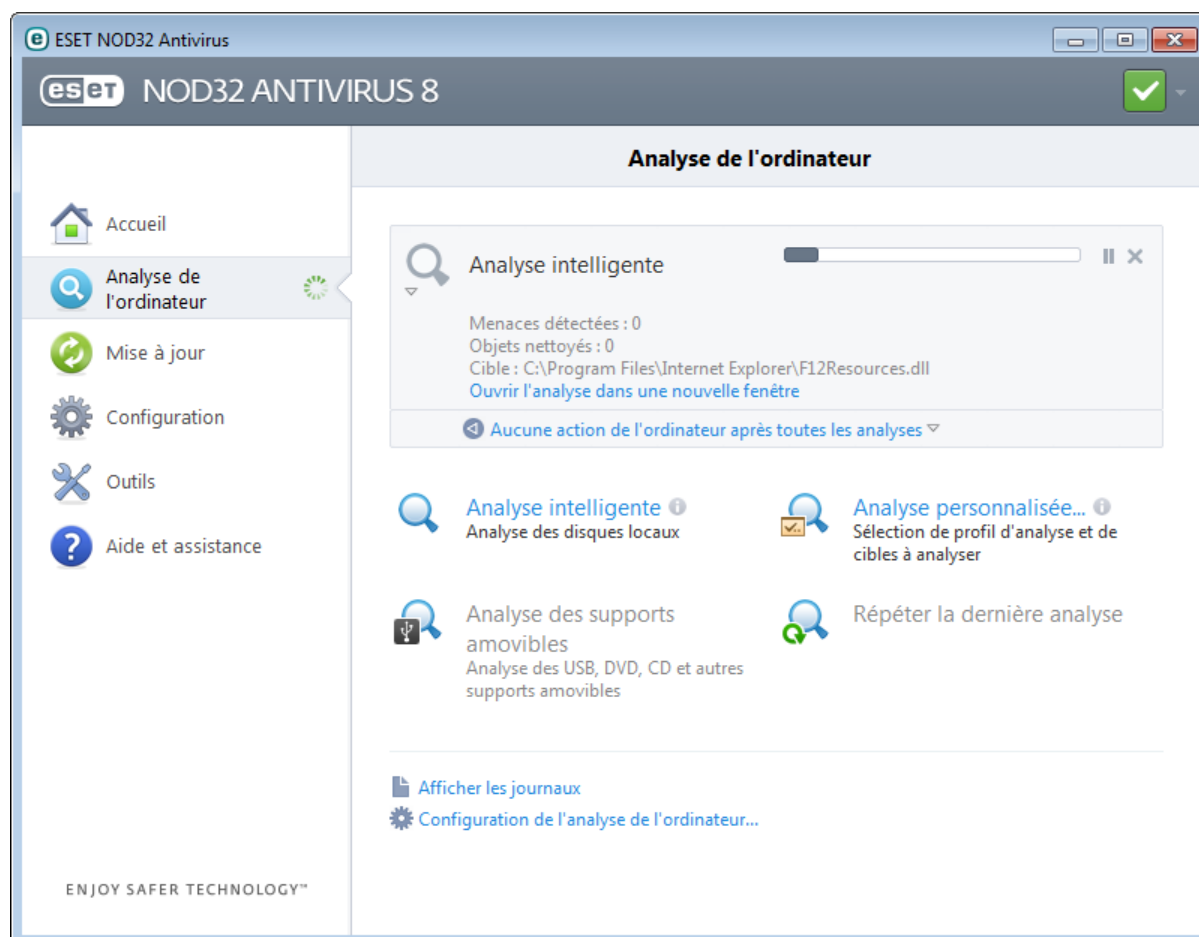 ESET NOD32 Antivirus
eset NOD32 ANTIVIRUS 8
Analyse de l'ordinateur
Accueil
Analyse de
l'ordinateur
Mise à jour
Configuration
Outils
Aide et assistance
Analyse intelligente
Menaces détectées : 0
Objets nettoyés : 0
Cible : C:\Program Files\Internet Explorer\F12Resources.dll
Ouvrir l'analyse dans une nouvelle fenêtre
Aucune action de l'ordinateur après toutes les analyses
Analyse intelligente
Analyse des disques locaux
Analyse personnalisée...
Sélection de profil d'analyse et de
cibles à analyser
Analyse des supports
amovibles
Analyse des USB, DVD, CD et autres
supports amovibles
Répéter la dernière analyse
Afficher les journaux
Configuration de l'analyse de l'ordinateur...
ENJOY SAFER TECHNOLOGY™